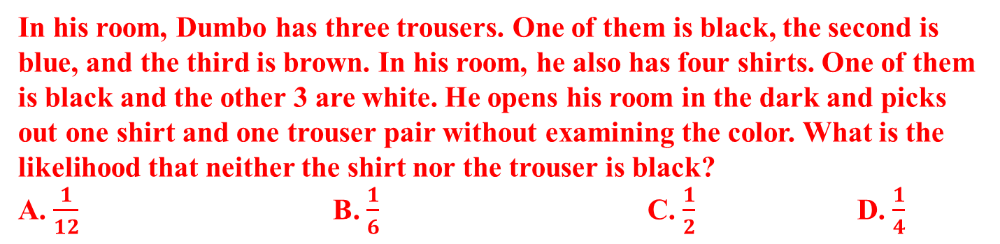 In his room, Dumbo has three trousers. One of them is black, the second is
blue, and the third is brown. In his room, he also has four shirts. One of them
is black and the other 3 are white. He opens his room in the dark and picks
out one shirt and one trouser pair without examining the color. What is the
likelihood that neither the shirt nor the trouser is black?
A. 1/12 B. 1/6 C. 1/2 D. 1/4